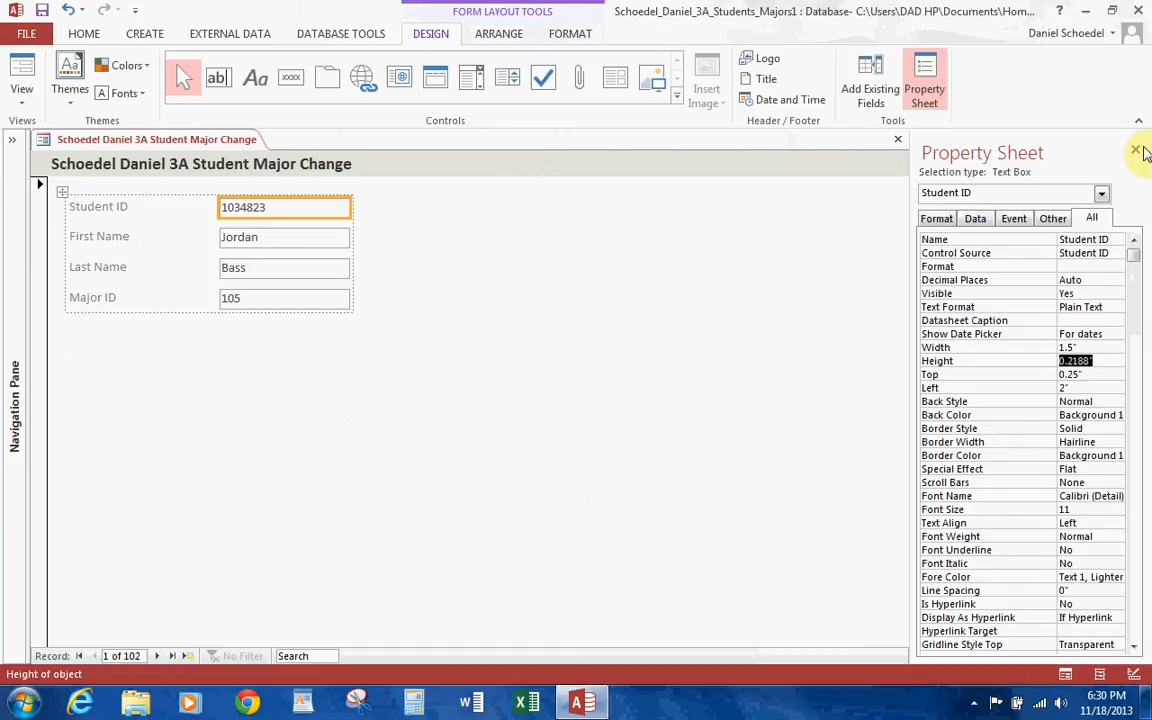 FORM LAYOUT TOOLS
Schoedel_Daniel_3A_Students_Majors1 : Database- C:\Users\DAD HP\Documents\Hom...
FILE HOME CREATE EXTERNAL DATA DATABASE TOOLS DESIGN ARRANGE FORMAT
Daniel Schoedel
View
Themes
Colors
Fonts
ab|
Aa
xxxx
Insert
Image
Logo
Title
Date and Time
Add Existing
Fields
Property
Sheet
Views Themes Controls Header / Footer Tools
Schoedel Daniel 3A Student Major Change
Schoedel Daniel 3A Student Major Change
Student ID 1034823
First Name Jordan
Last Name Bass
Major ID 105
Navigation Pane
Property Sheet
Selection type: Text Box
Student ID
Format Data Event Other All
Name Student ID
Control Source Student ID
Format
Decimal Places Auto
Visible Yes
Text Format Plain Text
Datasheet Caption
Show Date Picker For dates
Width 1.5"
Height 0.2188"
Top 0.25"
Left 2"
Back Style Normal
Back Color Background 1
Border Style Solid
Border Width Hairline
Border Color Background 1
Special Effect Flat
Scroll Bars None
Font Name Calibri (Detail)
Font Size 11
Text Align Left
Font Weight Normal
Font Underline No
Font Italic No
Fore Color Text 1, Lighter
Line Spacing 0"
Is Hyperlink No
Display As Hyperlink If Hyperlink
Hyperlink Target
Gridline Style Top Transparent
Record: 1 of 102 No Filter Search
Height of object
6:30 PM
11/18/2013